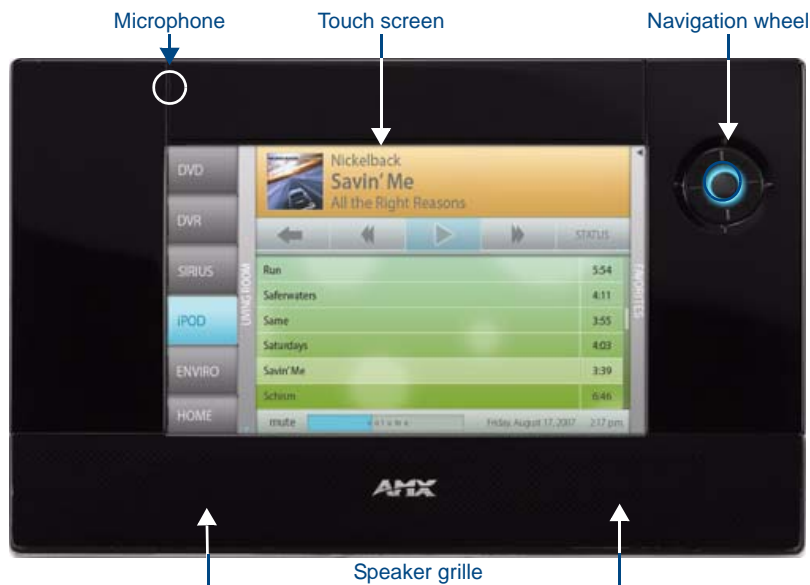 Microphone Touch screen Navigation wheel
DVD
DVR
SIRIUS
iPOD
ENVIRO
HOME
LIVING ROOM
Nickelback
Savin' Me
All the Right Reasons
STATUS
Run 5:54
Saferwaters 4:11
Same 3:55
Saturdays 4:03
Savin' Me 3:39
Schism 6:46
mute volume Friday, August 17, 2007 2:17 pm
FAVORITES
AMX
Speaker grille